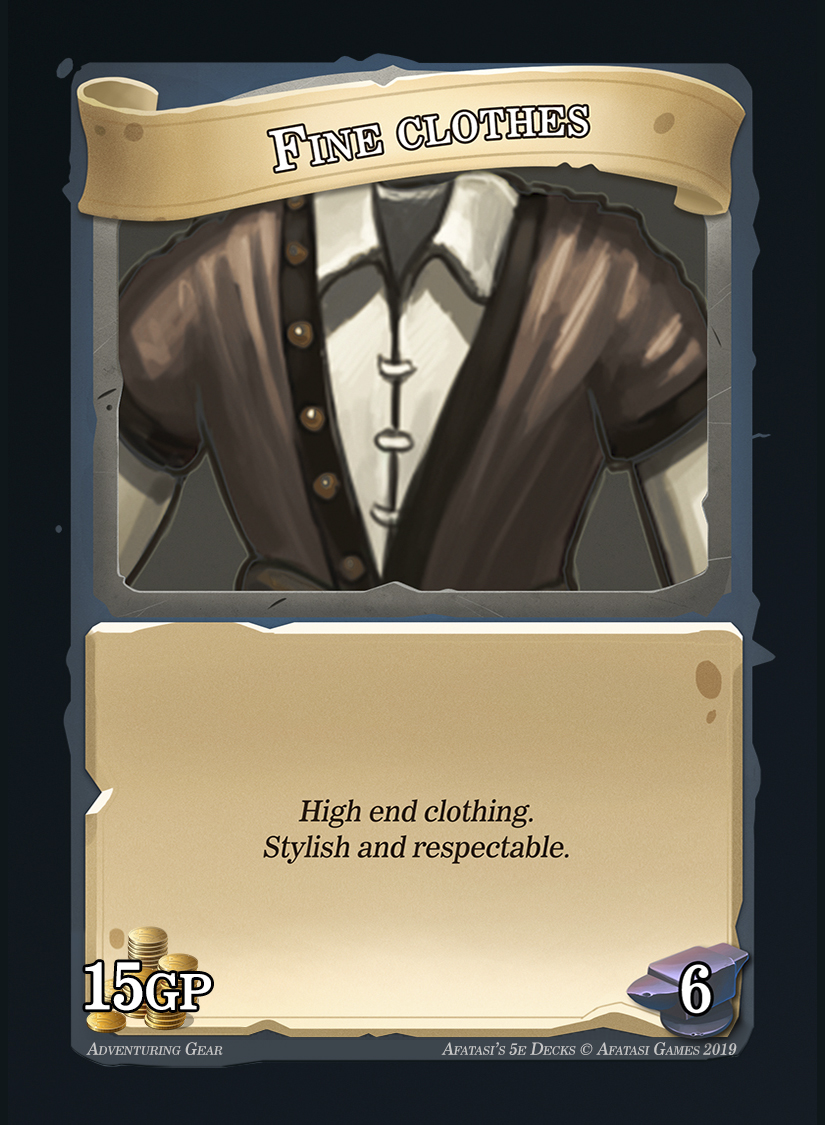 Fine clothes
High end clothing.
Stylish and respectable.
15GP
6
Adventuring Gear
Afatasi's 5e Decks © Afatasi Games 2019